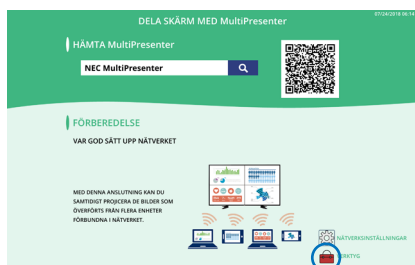 DELA SKÄRM MED MultiPresenter
07/24/2018 06:14
HÄMTA MultiPresenter
NEC MultiPresenter
FÖRBEREDELSE
VAR GOD SÄTT UPP NÄTVERKET
MED DENNA ANSLUTNING KAN DU
SAMTIDIGT PROJICERA DE BILDER SOM
ÖVERFÖRTS FRÅN FLERA ENHETER
FÖRBUNDNA I NÄTVERKET.
NÄTVERKSINSTÄLLNINGAR
VERKTYG